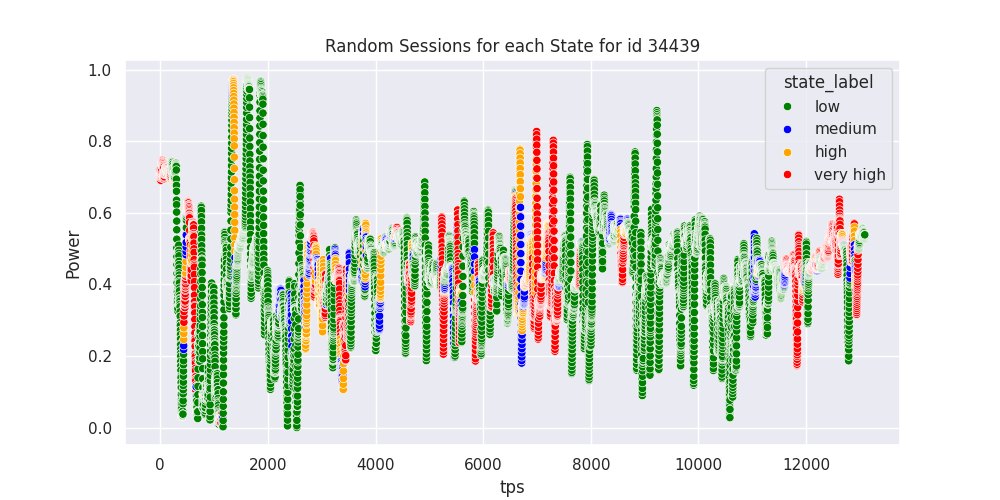 Random Sessions for each State for id 34439
1.0
0.8
0.6
0.4
0.2
0.0
Power
state_label
low
medium
high
very high
0
2000
4000
6000
8000
10000
12000
tps